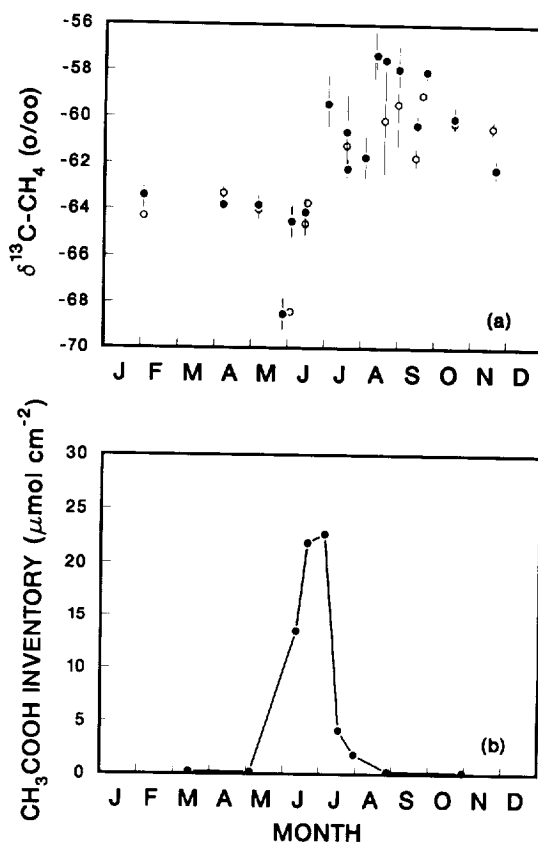 δ13C-CH4 (o/oo)
-56
-58
-60
-62
-64
-66
-68
-70
(a)
J F M A M J J A S O N D
CH3COOH INVENTORY (μmol cm-2)
30
25
20
15
10
5
0
(b)
J F M A M J J A S O N D
MONTH